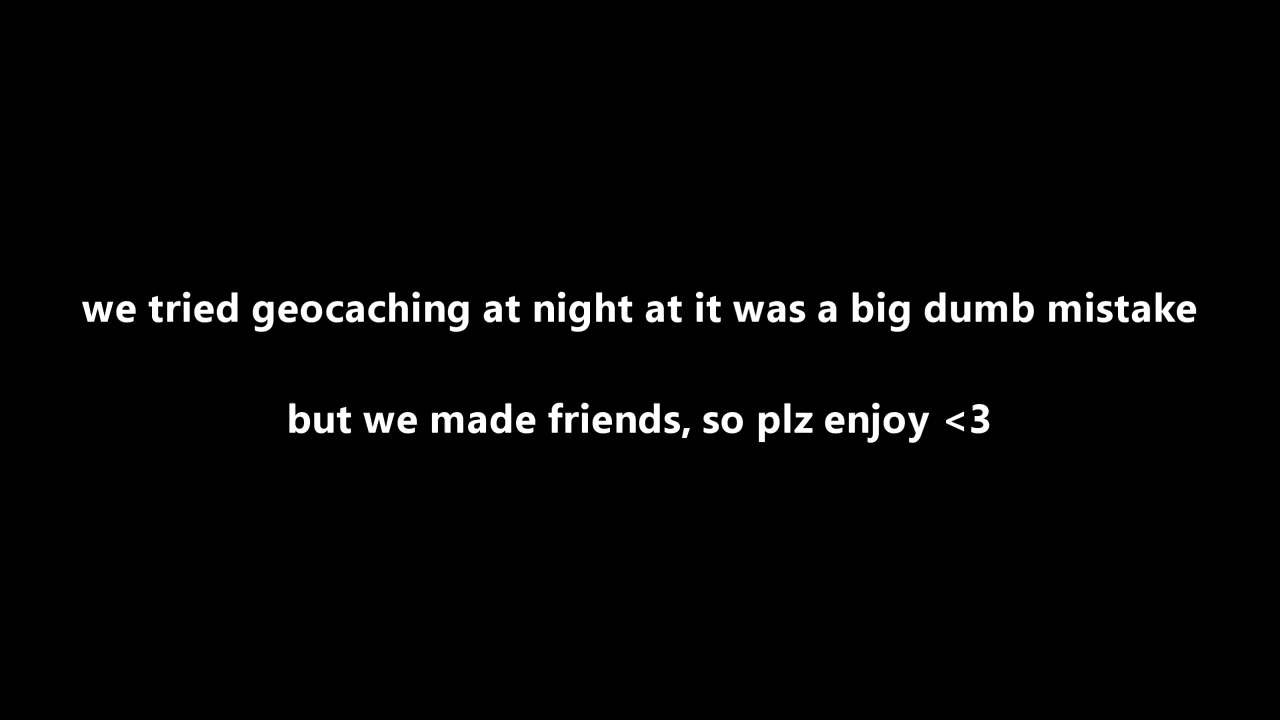 we tried geocaching at night at it was a big dumb mistake
but we made friends, so plz enjoy <3